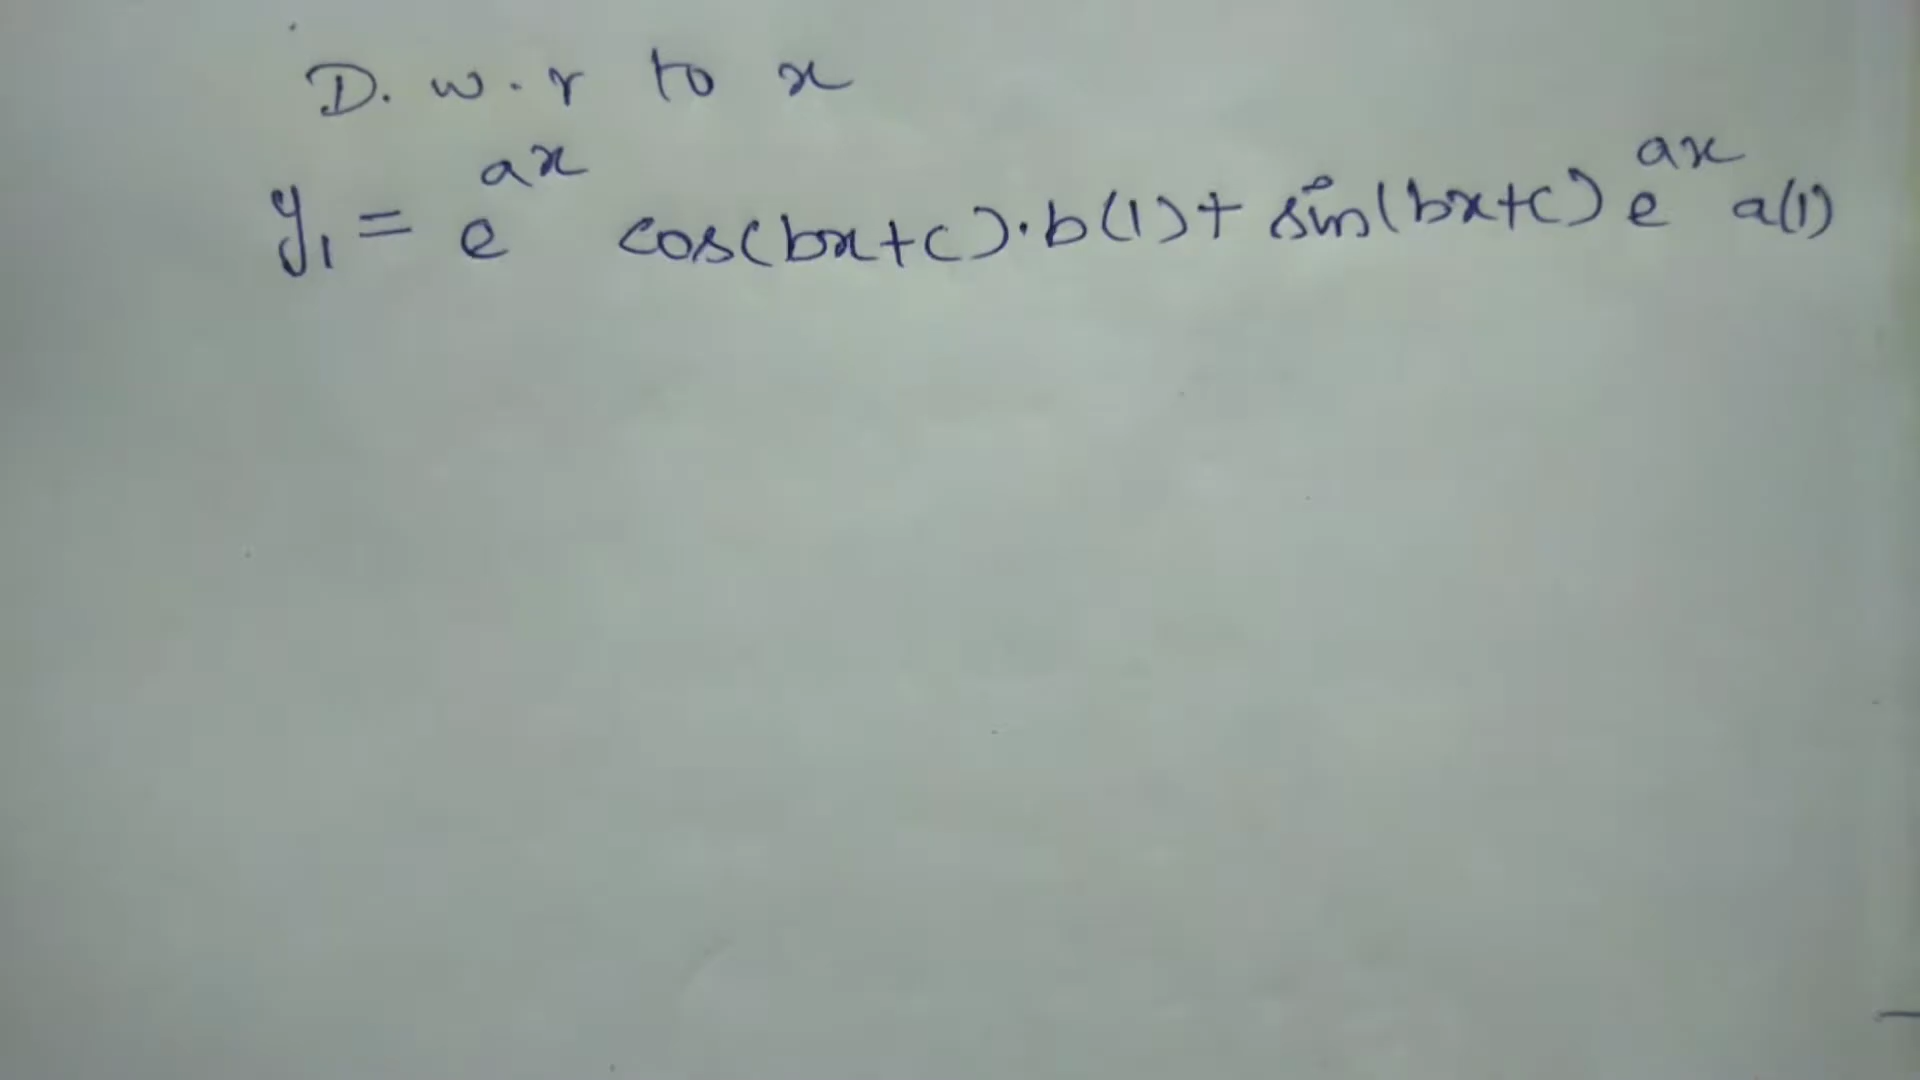 D. w. r to x
y₁ = e^{ax} cos(bx+c)·b(1)+ sin(bx+c) e^{ax} a(1)